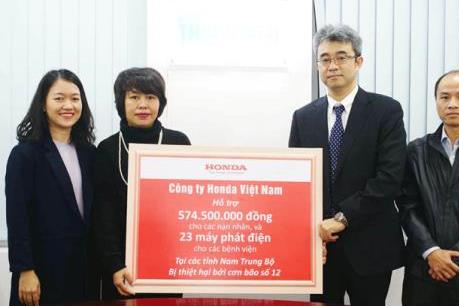 HONDA
Công ty Honda Việt Nam
Hỗ trợ
574.500.000 đồng
cho các nạn nhân, và
23 máy phát điện
cho các bệnh viện
Tại các tỉnh Nam Trung Bộ
Bị thiệt hại bởi cơn bão số 12